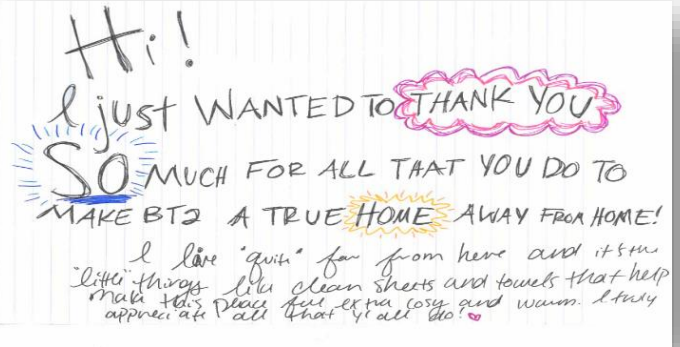 Hi!
I just WANTED TO THANK YOU
SO MUCH FOR ALL THAT YOU DO TO
MAKE BT2 A TRUE HOME AWAY FROM HOME!
I live "quite" far from here and it's the
"little" things like clean sheets and towels that help
make this place feel extra cosy and warm. I truly
appreciate all that y'all do!